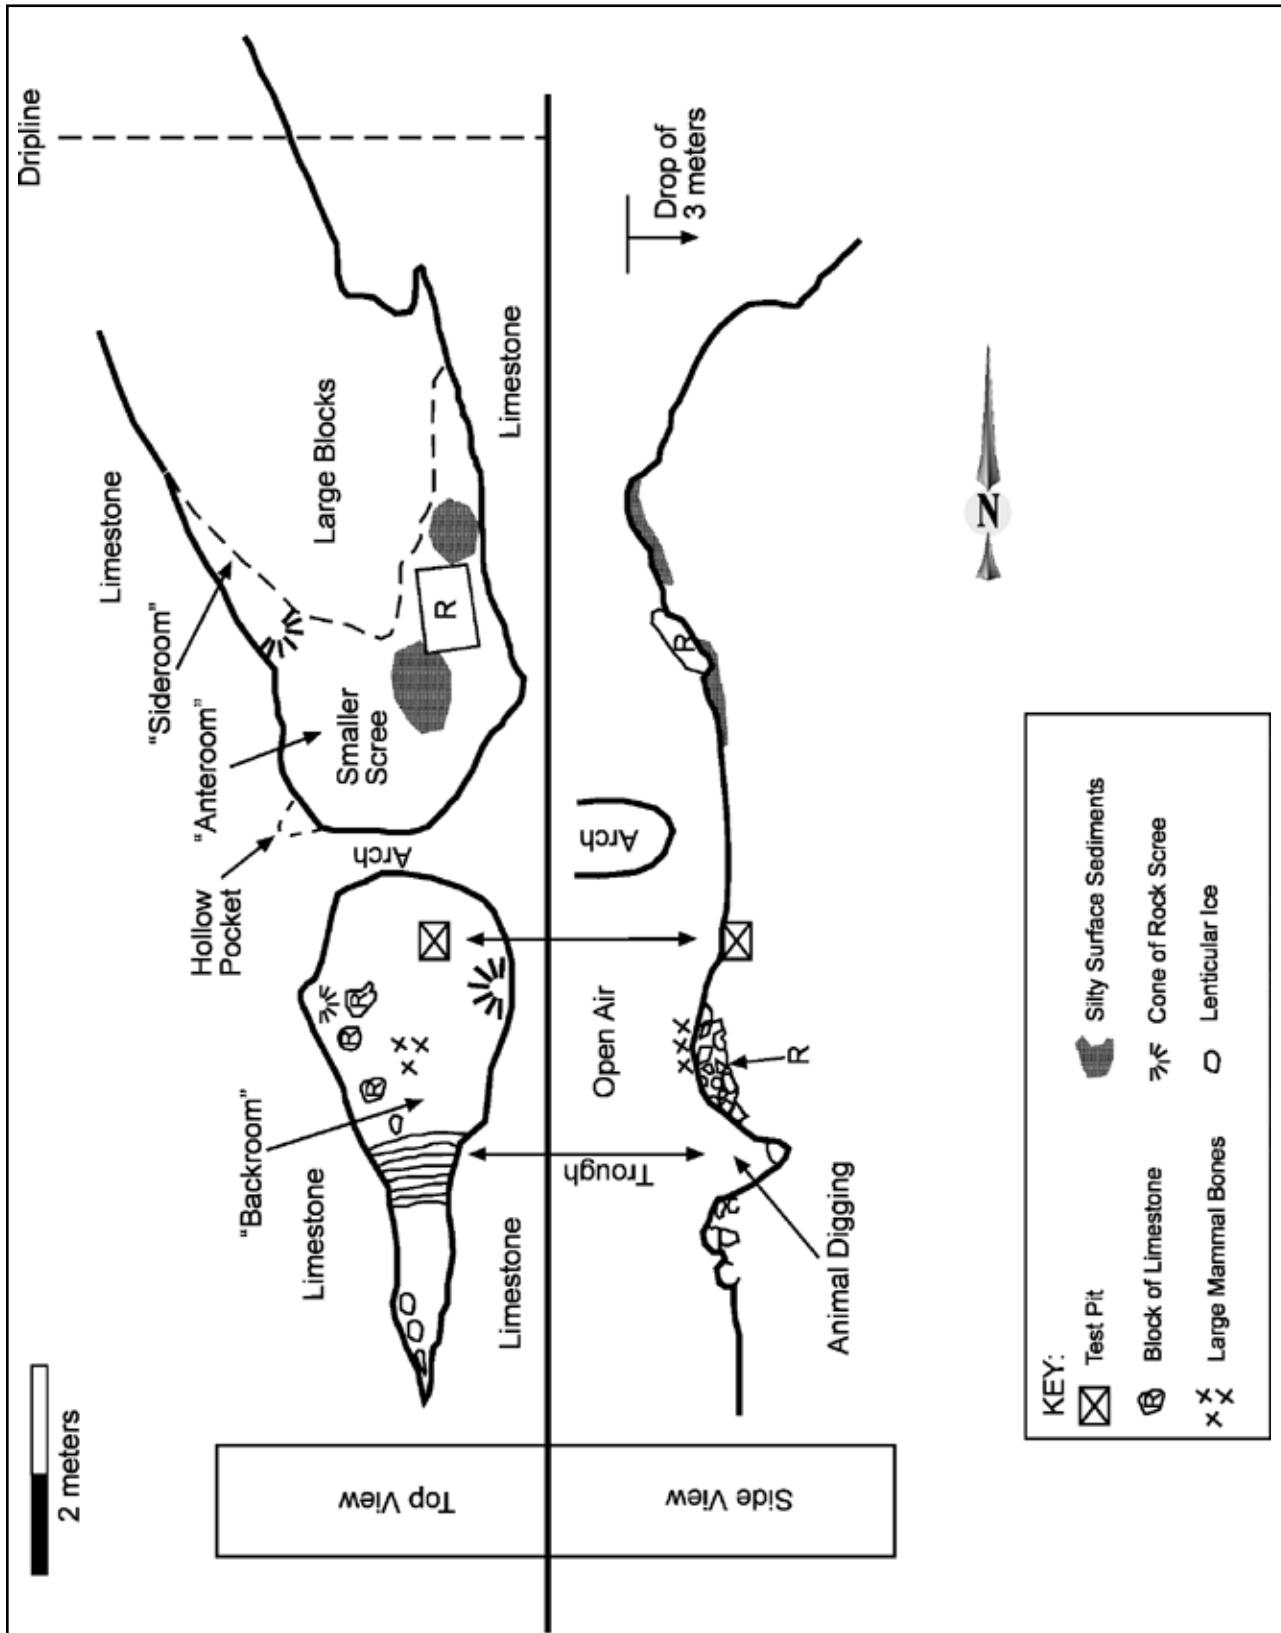 2 meters
Top View
Side View
Dripline
Limestone
"Sideroom"
"Anteroom"
Hollow
Pocket
Large Blocks
Smaller
Scree
R
Limestone
Arch
"Backroom"
R
R
R
Limestone
Limestone
Drop of
3 meters
R
Arch
Open Air
Trough
R
Animal Digging
N
KEY:
Test Pit
Silty Surface Sediments
R
Block of Limestone
Cone of Rock Scree
Large Mammal Bones
Lenticular Ice